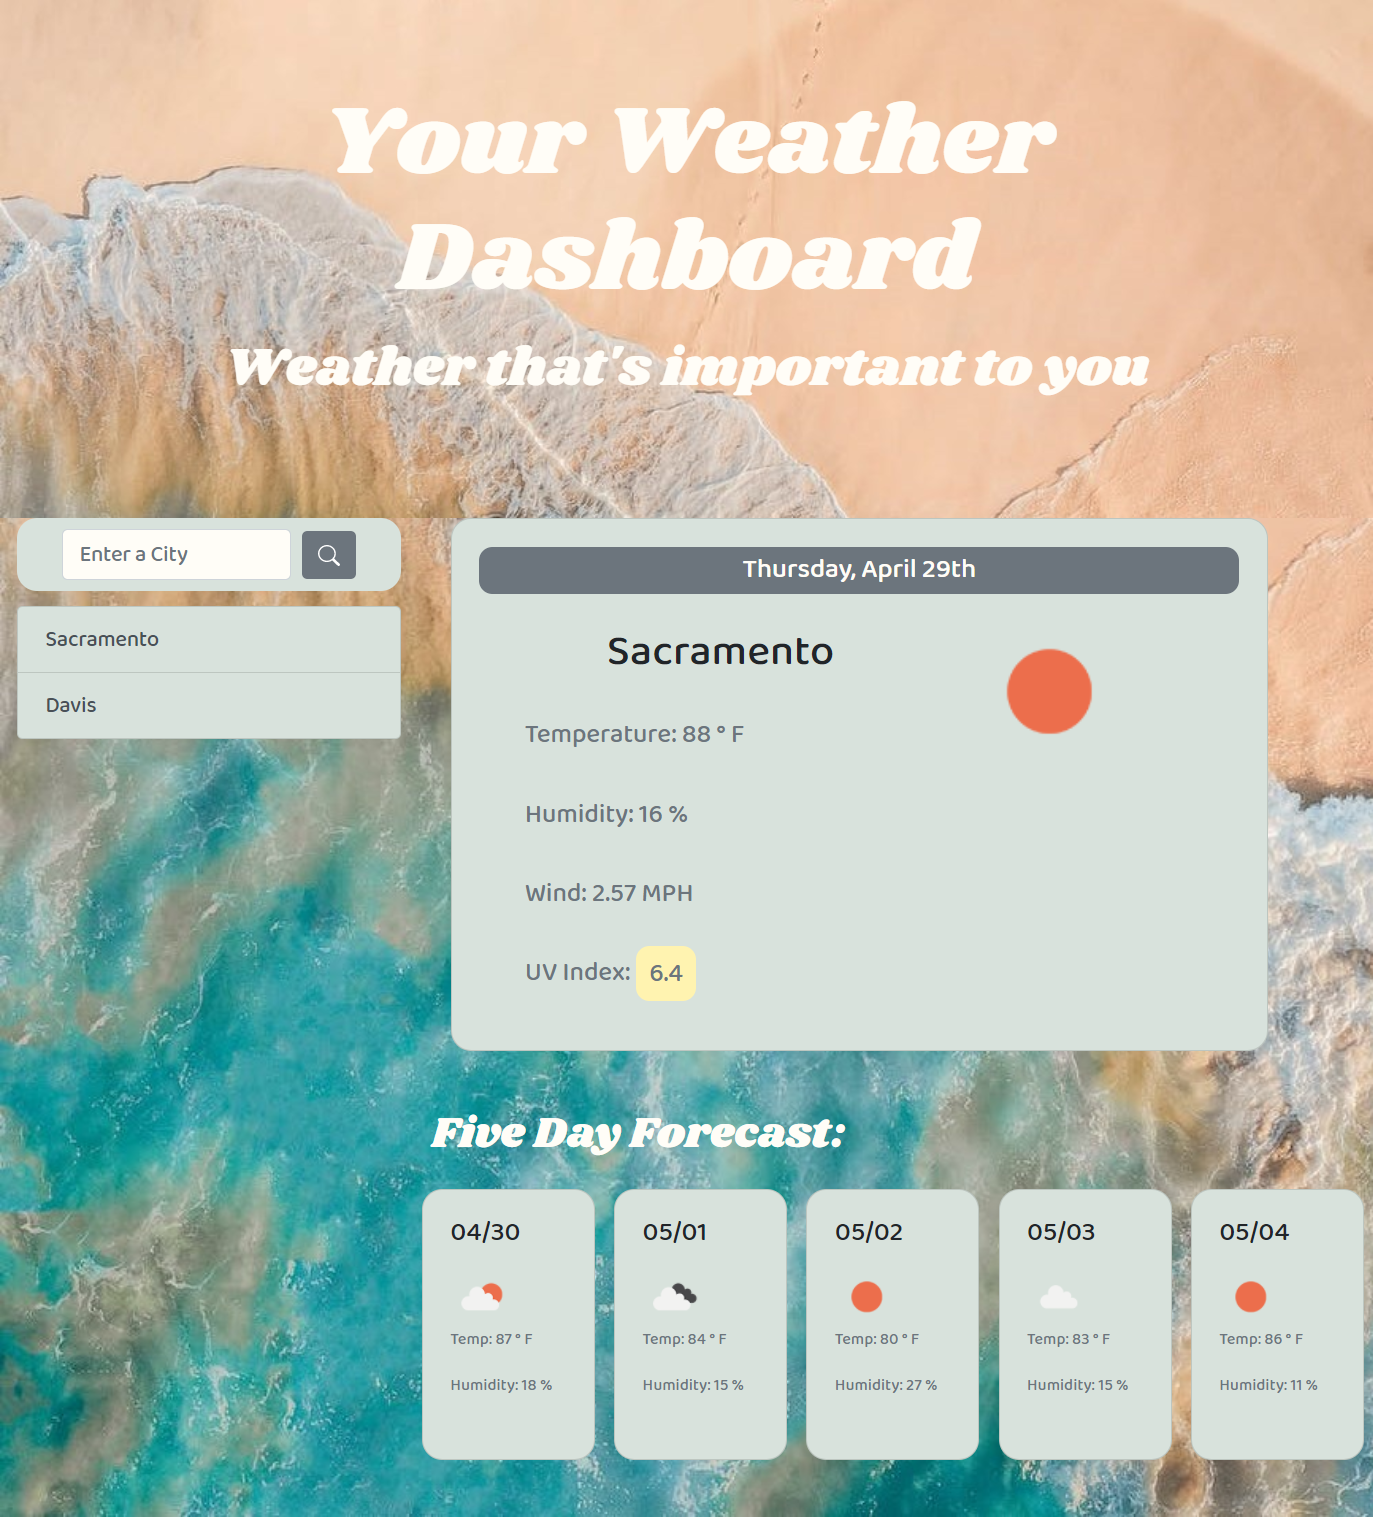 Your Weather
Dashboard
Weather that's important to you
Enter a City
Sacramento
Davis
Thursday, April 29th
Sacramento
Temperature: 88 ° F
Humidity: 16 %
Wind: 2.57 MPH
UV Index: 6.4
Five Day Forecast:
04/30
Temp: 87 ° F
Humidity: 18 %
05/01
Temp: 84 ° F
Humidity: 15 %
05/02
Temp: 80 ° F
Humidity: 27 %
05/03
Temp: 83 ° F
Humidity: 15 %
05/04
Temp: 86 ° F
Humidity: 11 %